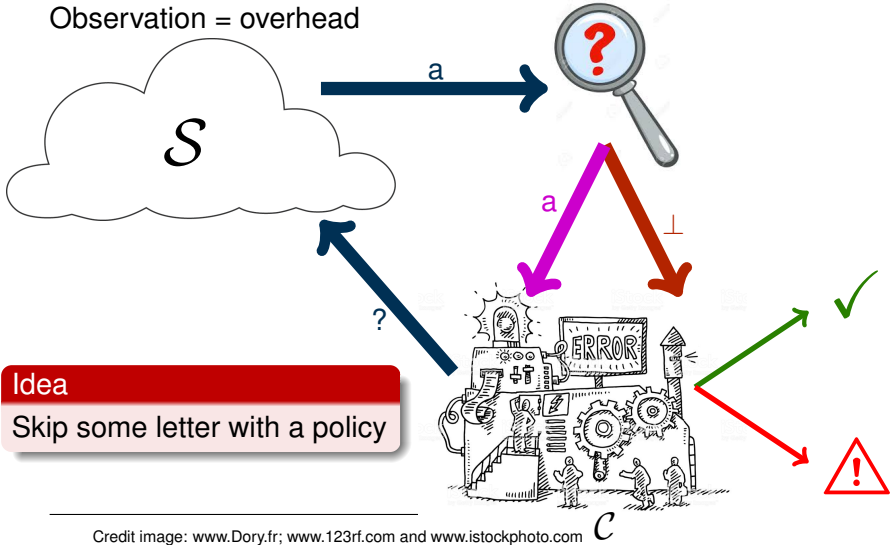 Observation = overhead
?
a
S
a
⊥
?
ERROR
Idea
Skip some letter with a policy
!
Credit image: www.Dory.fr; www.123rf.com and www.istockphoto.com
C